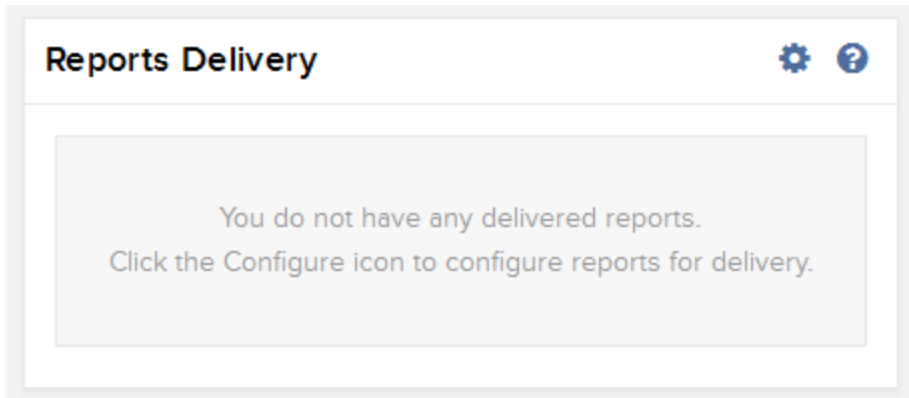 Reports Delivery
You do not have any delivered reports.
Click the Configure icon to configure reports for delivery.